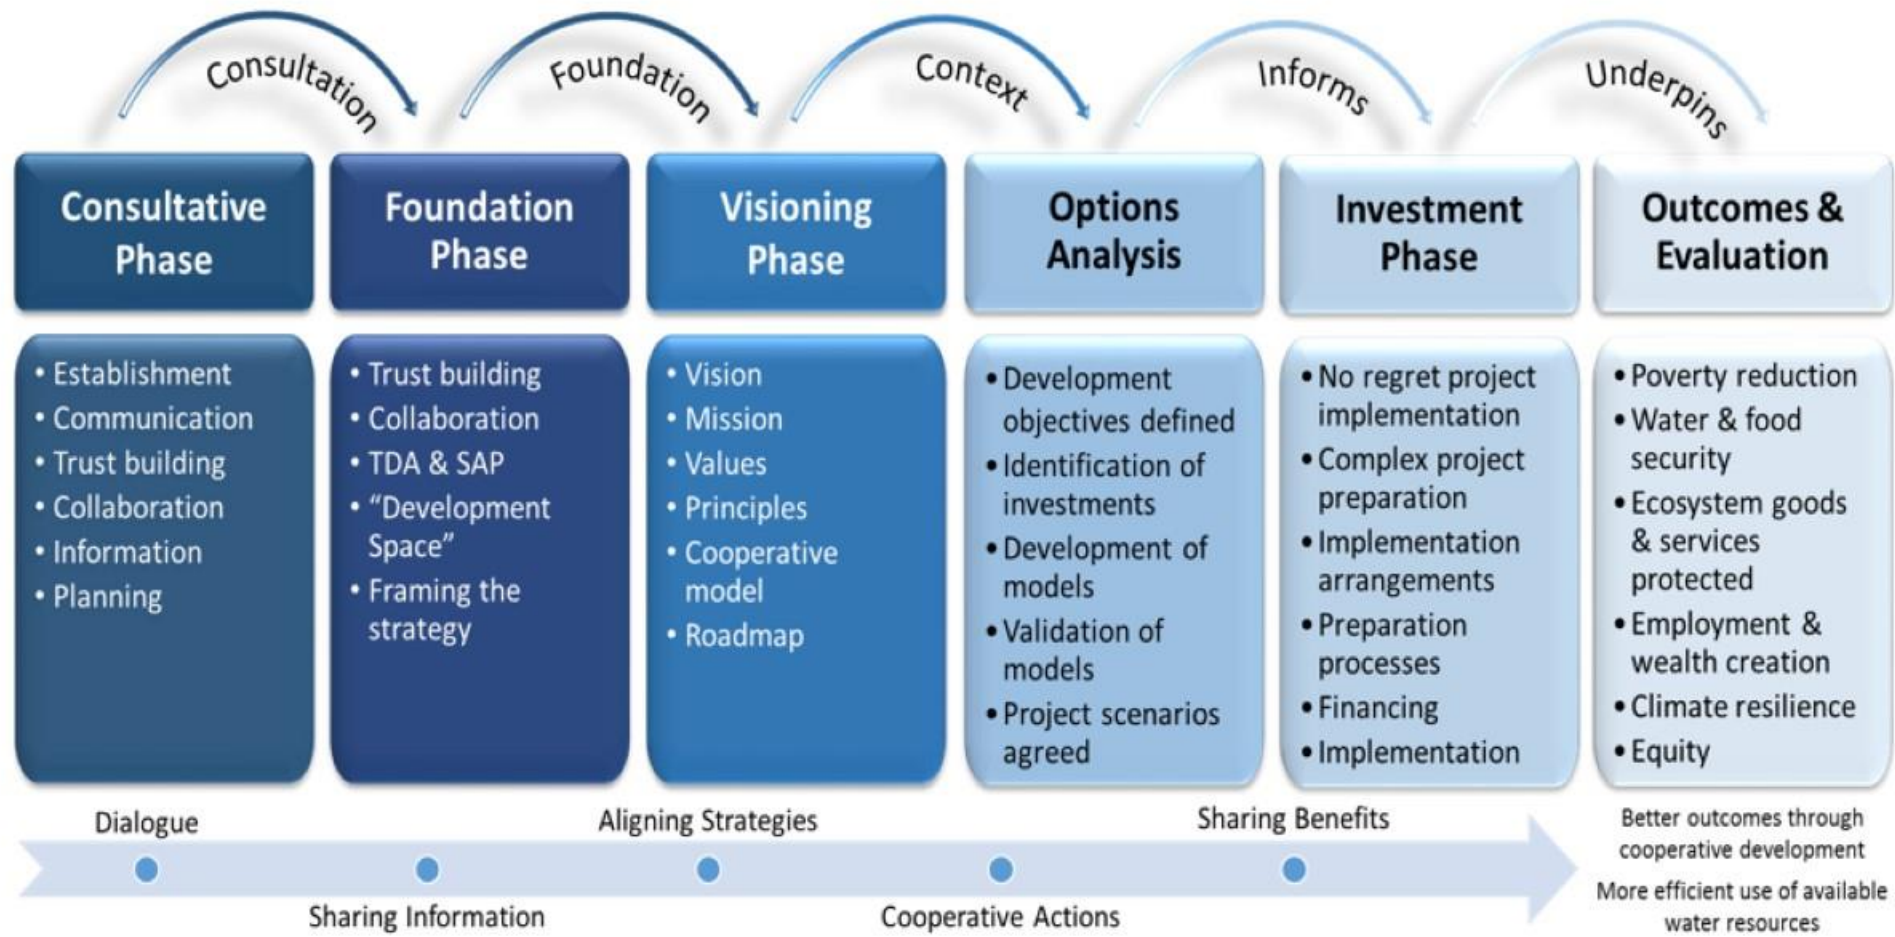 Consultation
Foundation
Context
Informs
Underpins
Consultative
Phase
Foundation
Phase
Visioning
Phase
Options
Analysis
Investment
Phase
Outcomes &
Evaluation
• Establishment
• Communication
• Trust building
• Collaboration
• Information
• Planning
• Trust building
• Collaboration
• TDA & SAP
• “Development
Space”
• Framing the
strategy
• Vision
• Mission
• Values
• Principles
• Cooperative
model
• Roadmap
• Development
objectives defined
• Identification of
investments
• Development of
models
• Validation of
models
• Project scenarios
agreed
• No regret project
implementation
• Complex project
preparation
• Implementation
arrangements
• Preparation
processes
• Financing
• Implementation
• Poverty reduction
• Water & food
security
• Ecosystem goods
& services
protected
• Employment &
wealth creation
• Climate resilience
• Equity
Dialogue
Sharing Information
Aligning Strategies
Cooperative Actions
Sharing Benefits
Better outcomes through
cooperative development
More efficient use of available
water resources